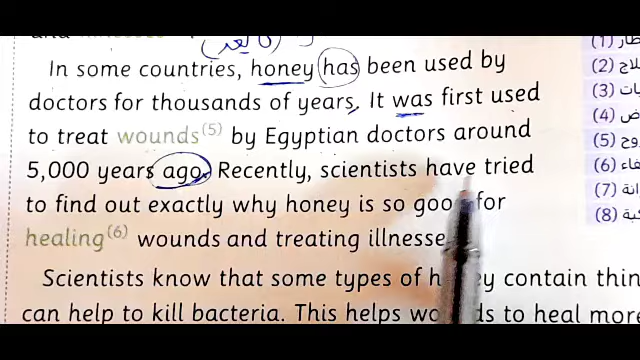 In some countries, honey has been used by
doctors for thousands of years. It was first used
to treat wounds(5) by Egyptian doctors around
5,000 years ago. Recently, scientists have tried
to find out exactly why honey is so good for
healing(6) wounds and treating illnesse
Scientists know that some types of h ey contain thin
can help to kill bacteria. This helps wo ds to heal more
(1)
(2)
(3)
(4)
(5)
(6)
(7)
(8)